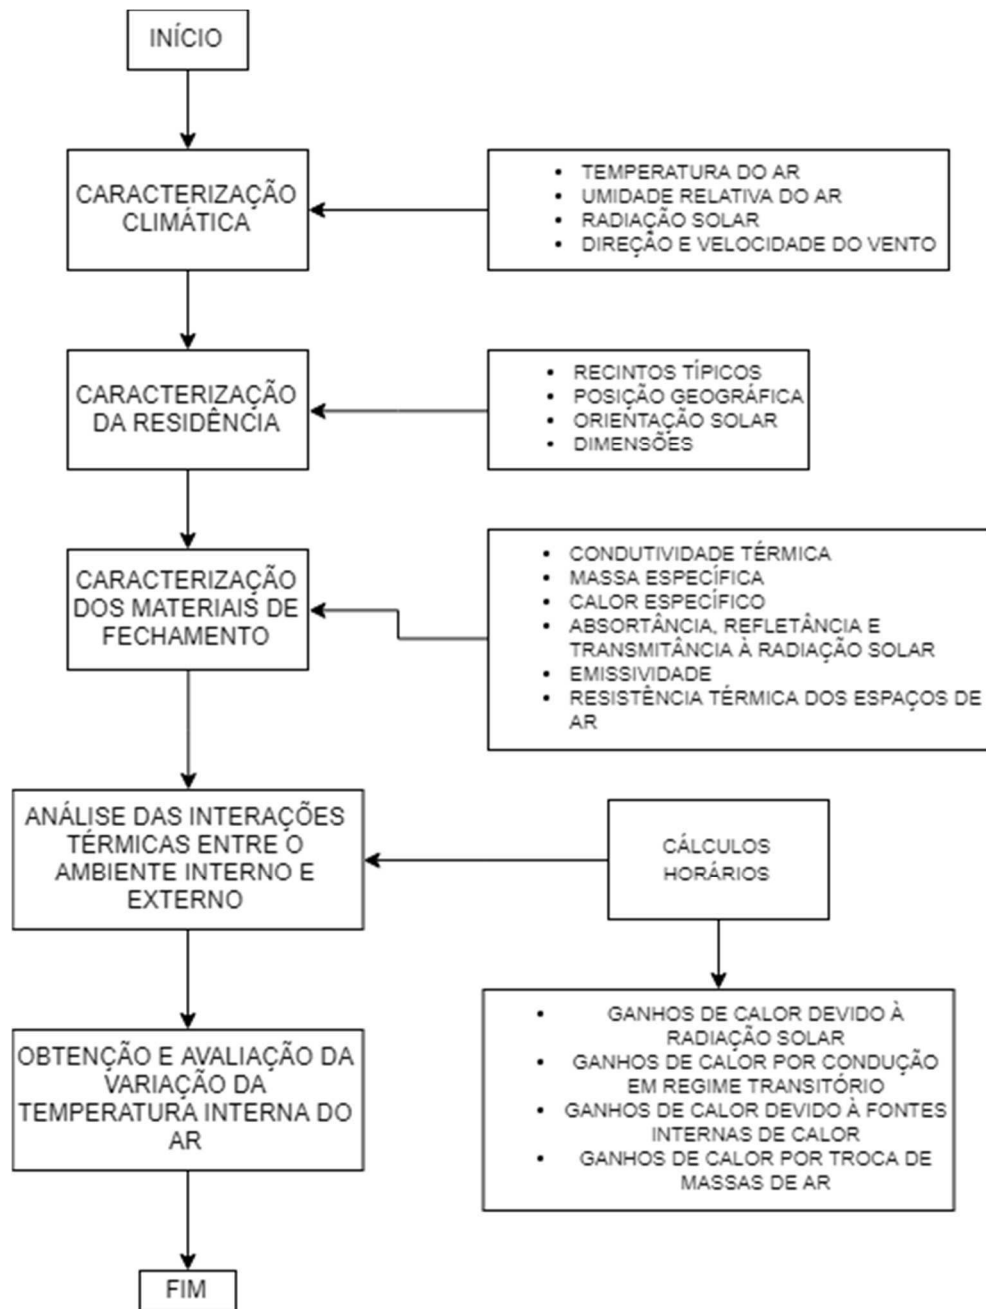 INÍCIO
CARACTERIZAÇÃO
CLIMÁTICA
• TEMPERATURA DO AR
• UMIDADE RELATIVA DO AR
• RADIAÇÃO SOLAR
• DIREÇÃO E VELOCIDADE DO VENTO
CARACTERIZAÇÃO
DA RESIDÊNCIA
• RECINTOS TÍPICOS
• POSIÇÃO GEOGRÁFICA
• ORIENTAÇÃO SOLAR
• DIMENSÕES
CARACTERIZAÇÃO
DOS MATERIAIS DE
FECHAMENTO
• CONDUTIVIDADE TÉRMICA
• MASSA ESPECÍFICA
• CALOR ESPECÍFICO
• ABSORTÂNCIA, REFLETÂNCIA E
TRANSMITÂNCIA À RADIAÇÃO SOLAR
• EMISSIVIDADE
• RESISTÊNCIA TÉRMICA DOS ESPAÇOS DE
AR
ANÁLISE DAS INTERAÇÕES
TÉRMICAS ENTRE O
AMBIENTE INTERNO E
EXTERNO
CÁLCULOS
HORÁRIOS
• GANHOS DE CALOR DEVIDO À
RADIAÇÃO SOLAR
• GANHOS DE CALOR POR CONDUÇÃO
EM REGIME TRANSITÓRIO
• GANHOS DE CALOR DEVIDO À FONTES
INTERNAS DE CALOR
• GANHOS DE CALOR POR TROCA DE
MASSAS DE AR
OBTENÇÃO E AVALIAÇÃO DA
VARIAÇÃO DA
TEMPERATURA INTERNA DO
AR
FIM